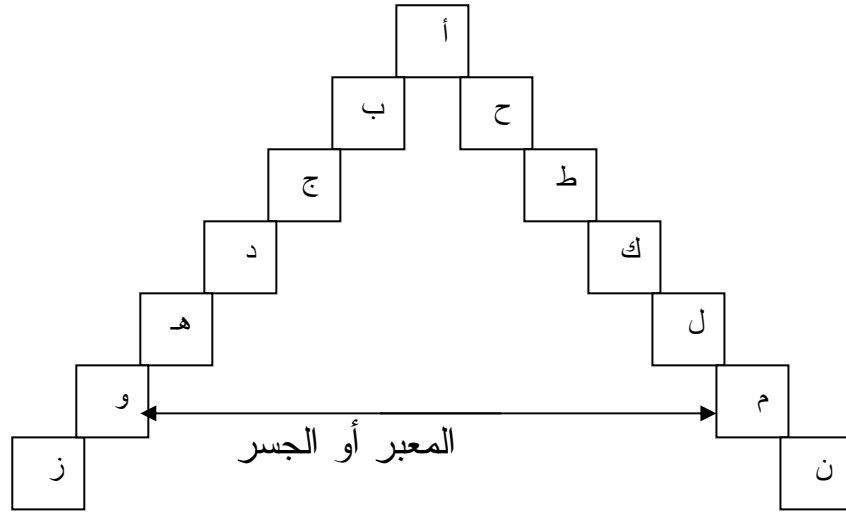 أ
ح ب
ط ج
ك د
ل هـ
م و
المعبر أو الجسر
ن ز